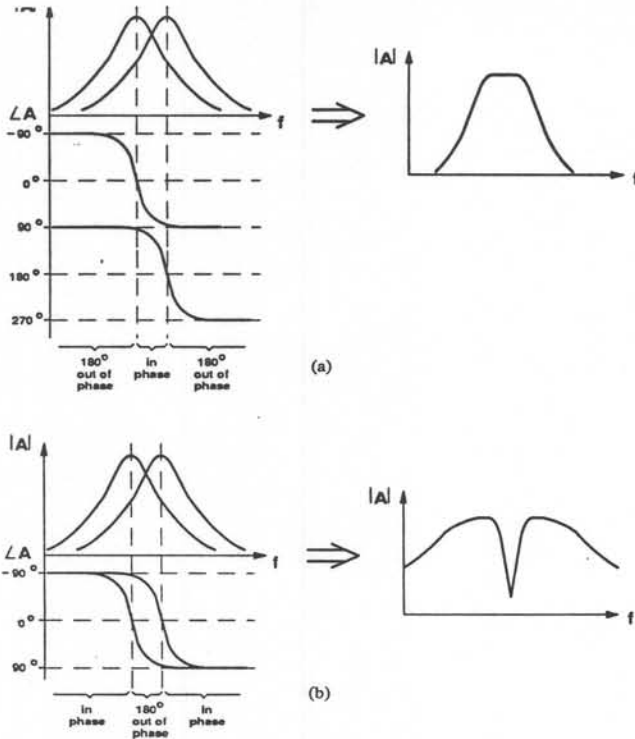 |A|
f
∠A
-90°
0°
90°
180°
270°
180° out of phase
in phase
180° out of phase
(a)
|A|
f
|A|
f
∠A
-90°
0°
90°
in phase
180° out of phase
in phase
(b)
|A|
f